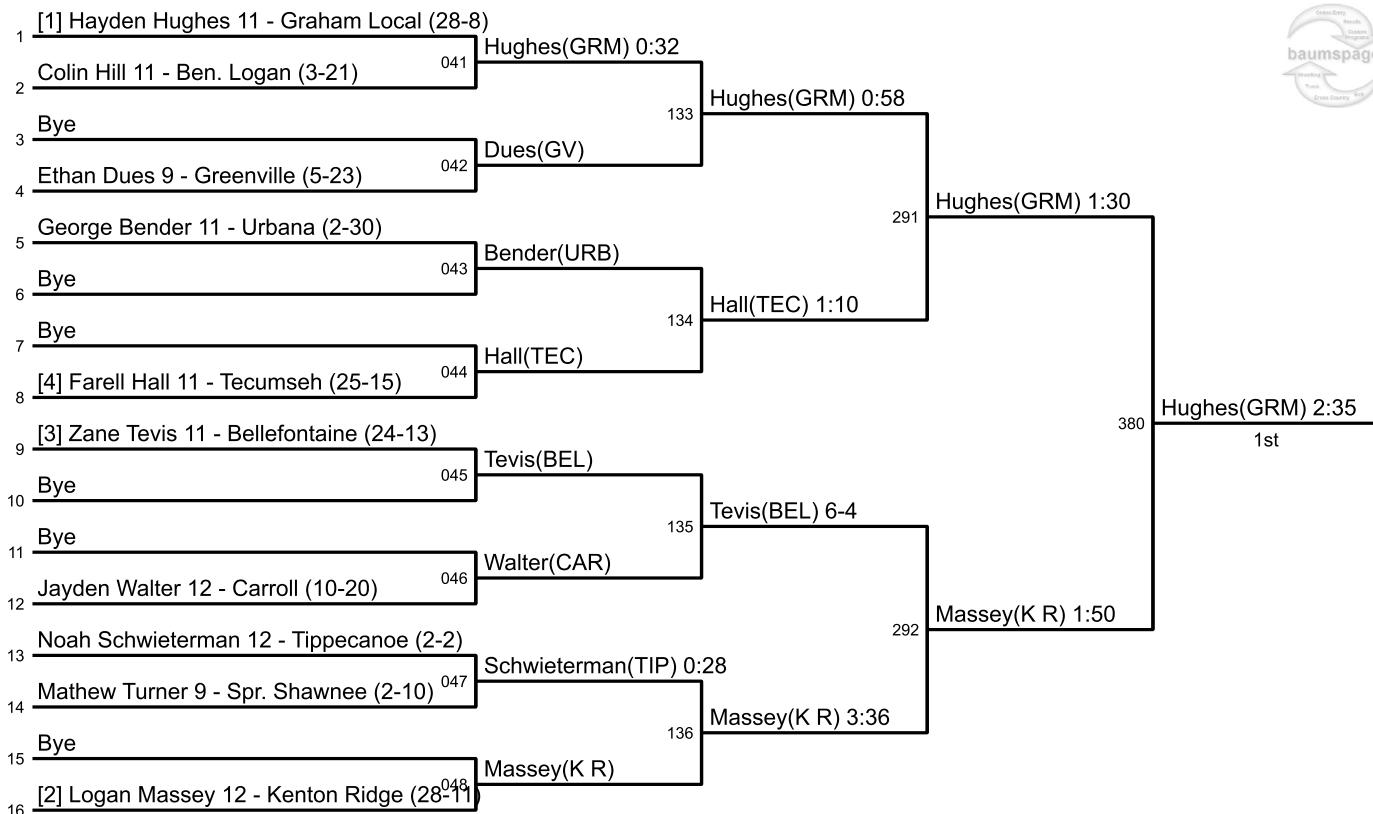 [1] Hayden Hughes 11 - Graham Local (28-8)
1
Colin Hill 11 - Ben. Logan (3-21)
2
041
Hughes(GRM) 0:32
Bye
3
Ethan Dues 9 - Greenville (5-23)
4
042
Dues(GV)
133
Hughes(GRM) 0:58
George Bender 11 - Urbana (2-30)
5
Bye
6
043
Bender(URB)
Bye
7
[4] Farell Hall 11 - Tecumseh (25-15)
8
044
Hall(TEC)
134
Hall(TEC) 1:10
291
Hughes(GRM) 1:30
[3] Zane Tevis 11 - Bellefontaine (24-13)
9
Bye
10
045
Tevis(BEL)
Bye
11
Jayden Walter 12 - Carroll (10-20)
12
046
Walter(CAR)
135
Tevis(BEL) 6-4
Noah Schwieterman 12 - Tippecanoe (2-2)
13
Mathew Turner 9 - Spr. Shawnee (2-10)
14
047
Schwieterman(TIP) 0:28
Bye
15
[2] Logan Massey 12 - Kenton Ridge (28-11)
16
048
Massey(K R)
136
Massey(K R) 3:36
292
Massey(K R) 1:50
380
Hughes(GRM) 2:35
1st
baumspage